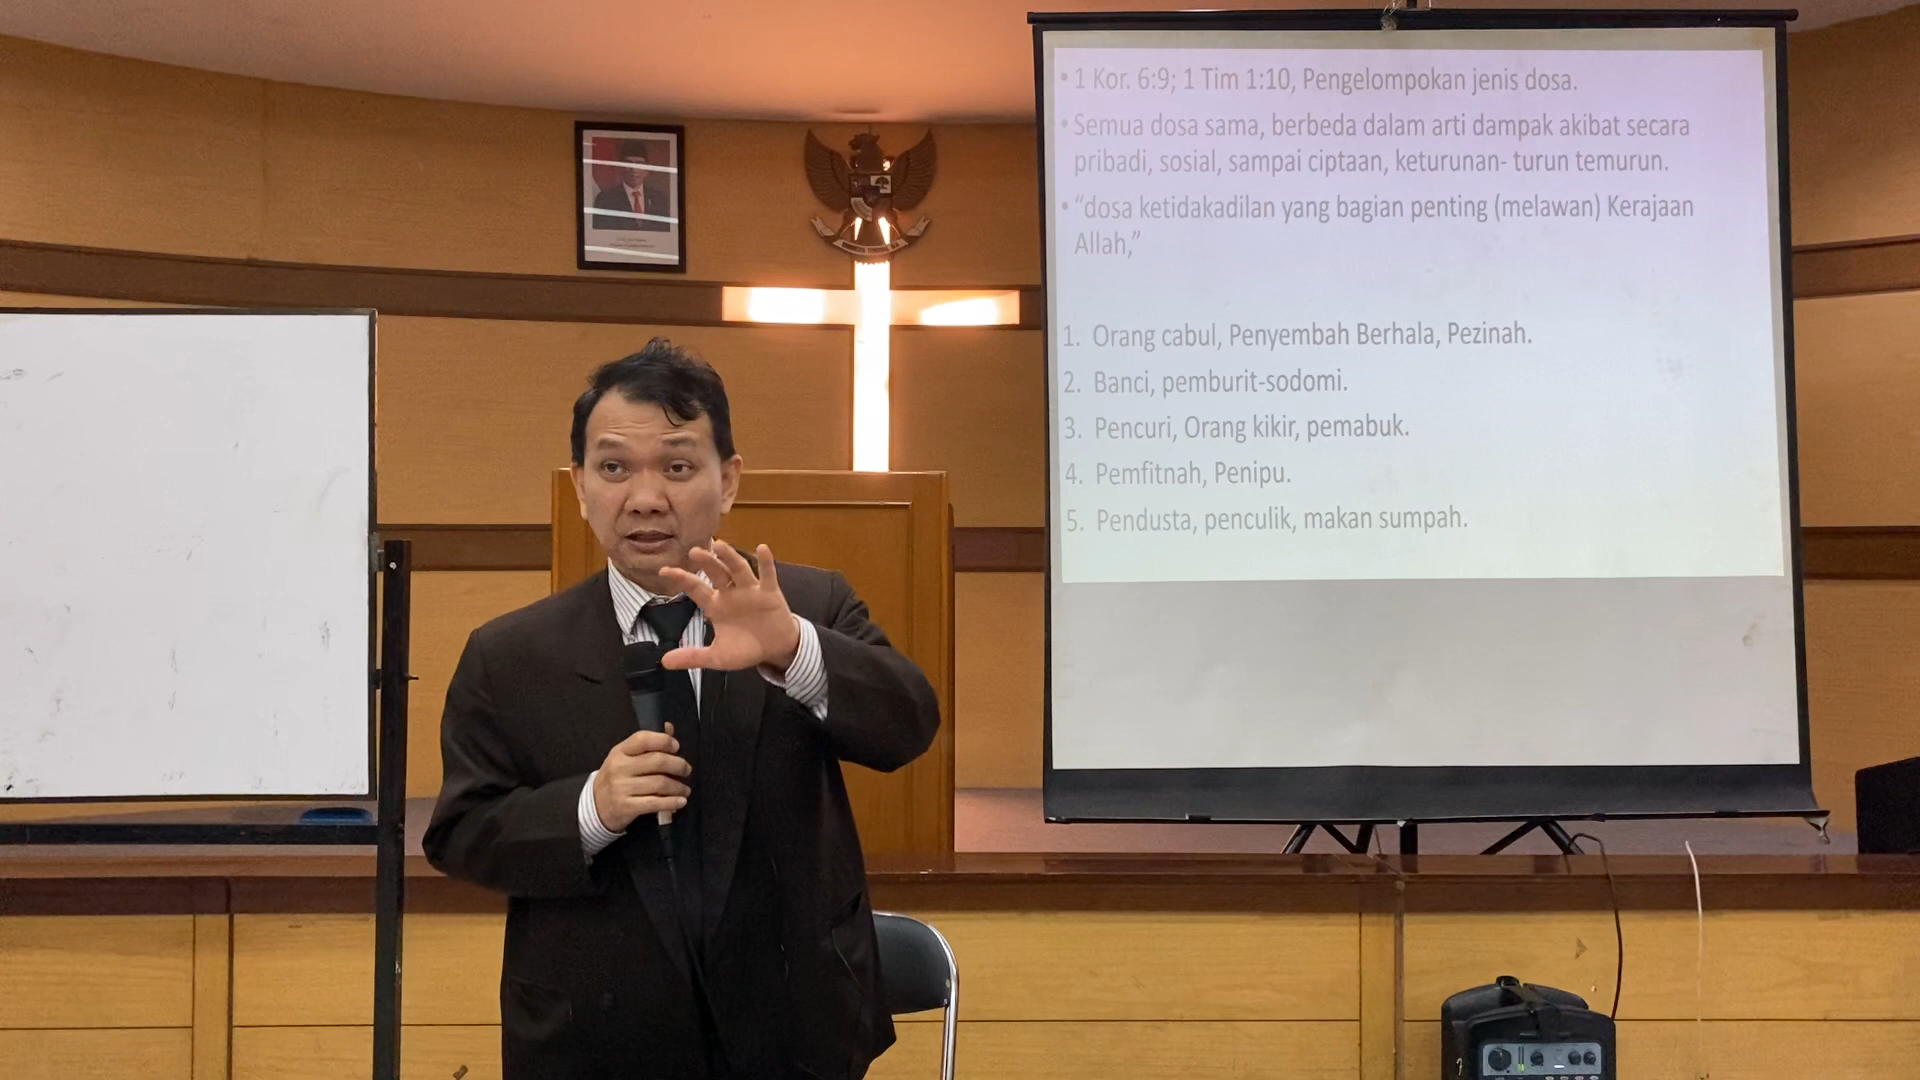 • 1 Kor. 6:9; 1 Tim 1:10, Pengelompokan jenis dosa.
• Semua dosa sama, berbeda dalam arti dampak akibat secara
pribadi, sosial, sampai ciptaan, keturunan- turun temurun.
• “dosa ketidakadilan yang bagian penting (melawan) Kerajaan
Allah,”
1. Orang cabul, Penyembah Berhala, Pezinah.
2. Banci, pemburit-sodomi.
3. Pencuri, Orang kikir, pemabuk.
4. Pemfitnah, Penipu.
5. Pendusta, penculik, makan sumpah.